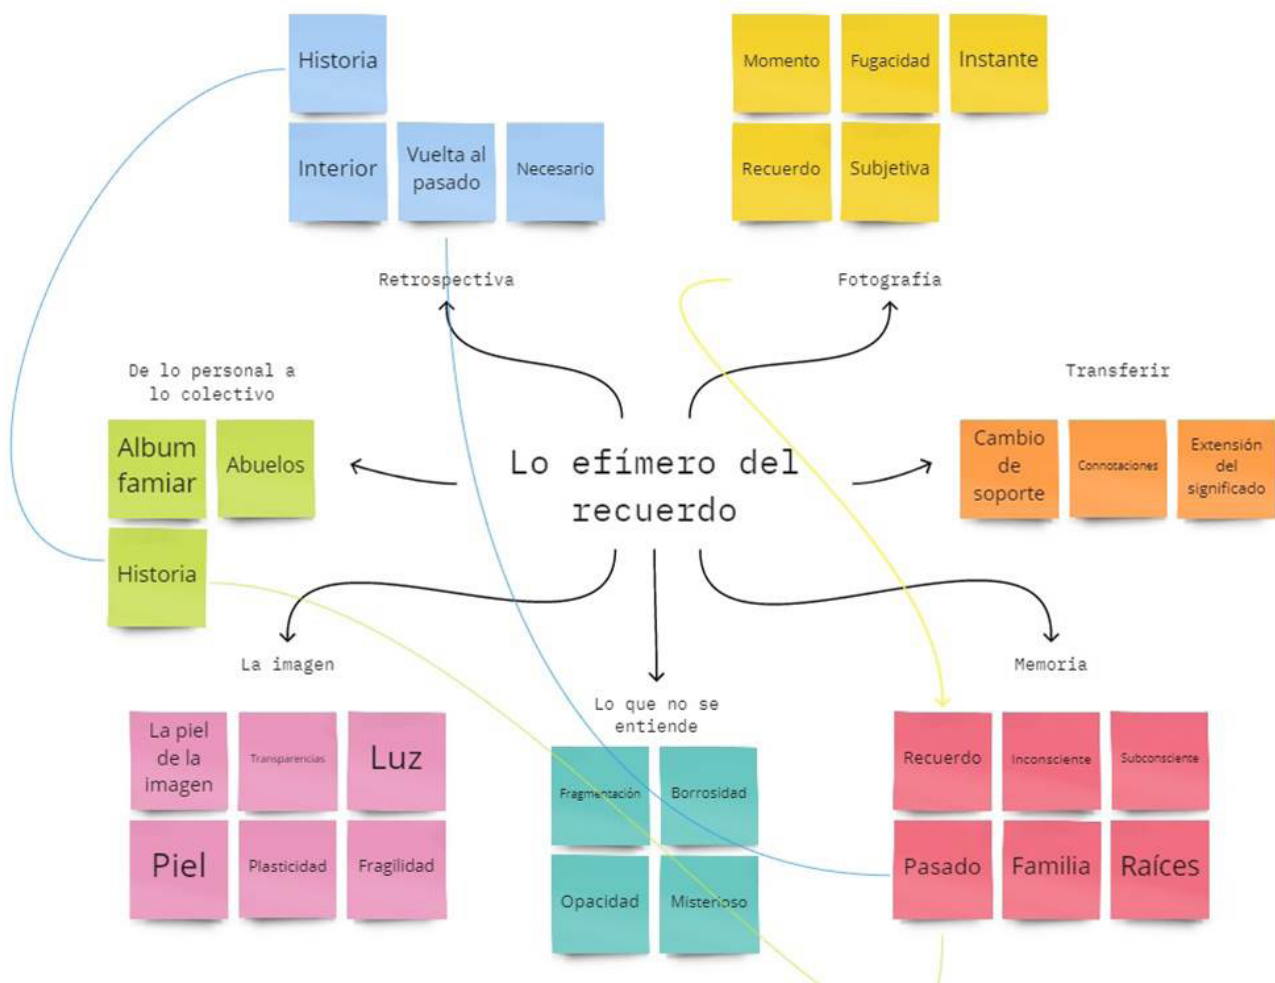 Historia
Interior
Vuelta al
pasado
Necesario
Retrospectiva
Momento
Fugacidad
Instante
Recuerdo
Subjetiva
Fotografía
De lo personal a
lo colectivo
Album
famiar
Abuelos
Historia
Lo efímero del
recuerdo
Transferir
Cambio
de
soporte
Connotaciones
Extensión
del
significado
La imagen
La piel
de la
imagen
Transparencias
Luz
Piel
Plasticidad
Fragilidad
Lo que no se
entiende
Fragmentación
Borrosidad
Opacidad
Misterioso
Memoria
Recuerdo
Inconsciente
Subconsciente
Pasado
Familia
Raíces